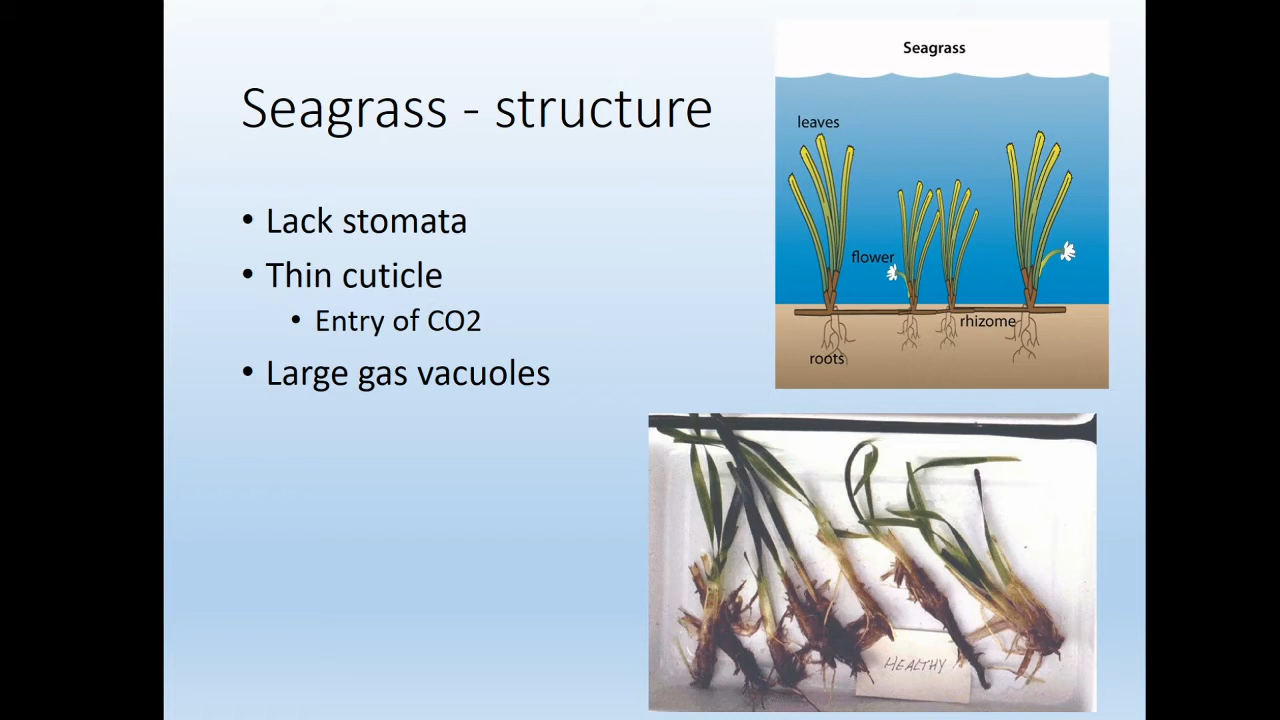 Seagrass - structure
• Lack stomata
• Thin cuticle
• Entry of CO2
• Large gas vacuoles
Seagrass
leaves
flower
rhizome
roots
HEALTHY